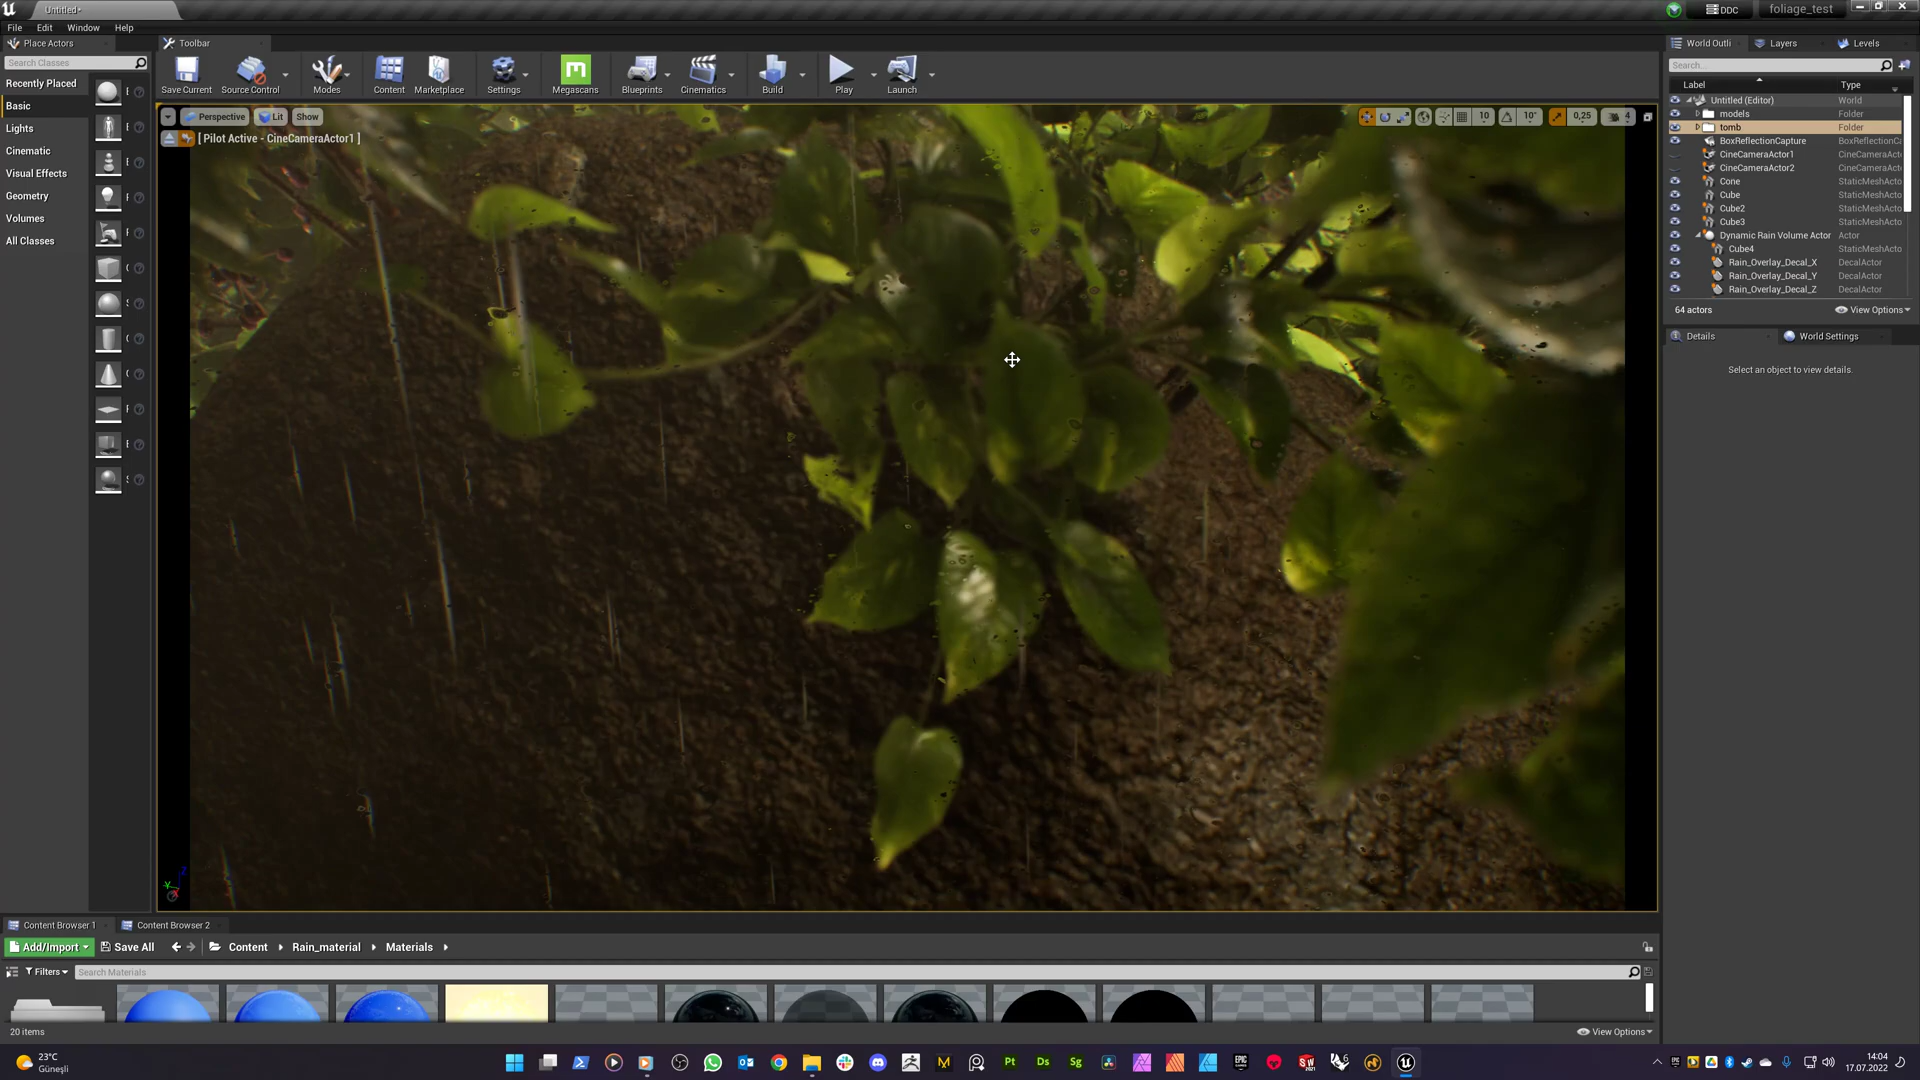 Untitled*
DDC
foliage_test
File Edit Window Help
Place Actors
Toolbar
World Outli
Layers
Levels
Search Classes
Search...
Recently Placed
Basic
Lights
Cinematic
Visual Effects
Geometry
Volumes
All Classes
Save Current
Source Control
Modes
Content
Marketplace
Settings
Megascans
Blueprints
Cinematics
Build
Play
Launch
Label
Type
Untitled (Editor) World
models Folder
tomb Folder
BoxReflectionCapture BoxReflectionCa
CineCameraActor1 CineCameraAct
CineCameraActor2 CineCameraAct
Cone StaticMeshActo
Cube StaticMeshActo
Cube2 StaticMeshActo
Cube3 StaticMeshActo
Dynamic Rain Volume Actor Actor
Cube4 StaticMeshActo
Rain_Overlay_Decal_X DecalActor
Rain_Overlay_Decal_Y DecalActor
Rain_Overlay_Decal_Z DecalActor
64 actors
View Options
Details
World Settings
Select an object to view details.
Perspective
Lit
Show
10
10°
0,25
4
[ Pilot Active - CineCameraActor1 ]
Content Browser 1
Content Browser 2
Add/Import
Save All
Content
Rain_material
Materials
Filters
Search Materials
20 items
View Options
23°C
Güneşli
Pt
Ds
Sg
14:04
17.07.2022